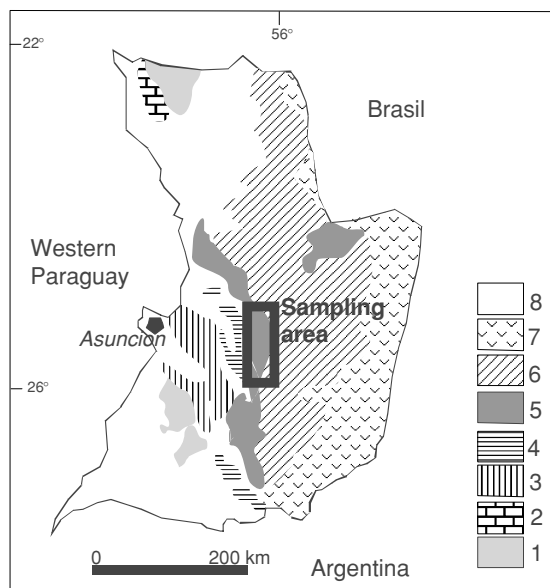 56°
22°
Brasil
Western
Paraguay
Sampling
area
Asuncion
26°
8
7
6
5
4
3
2
1
0 200 km
Argentina